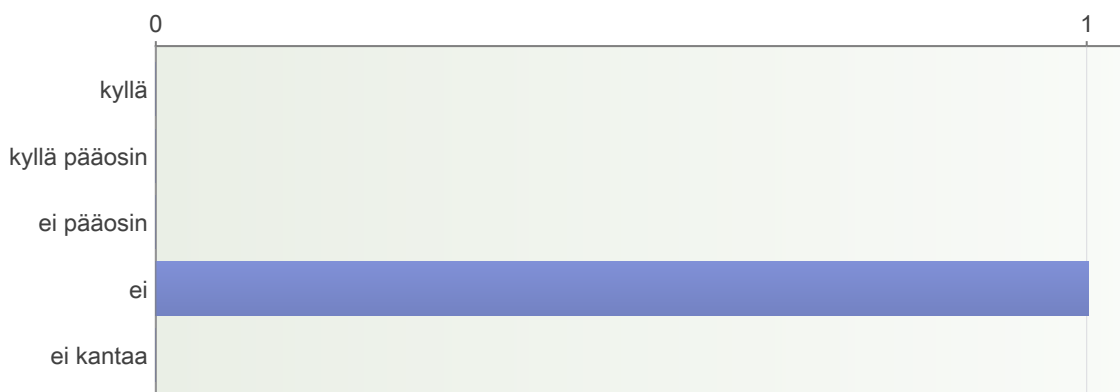 0 1
kyllä
kyllä pääosin
ei pääosin
ei
ei kantaa